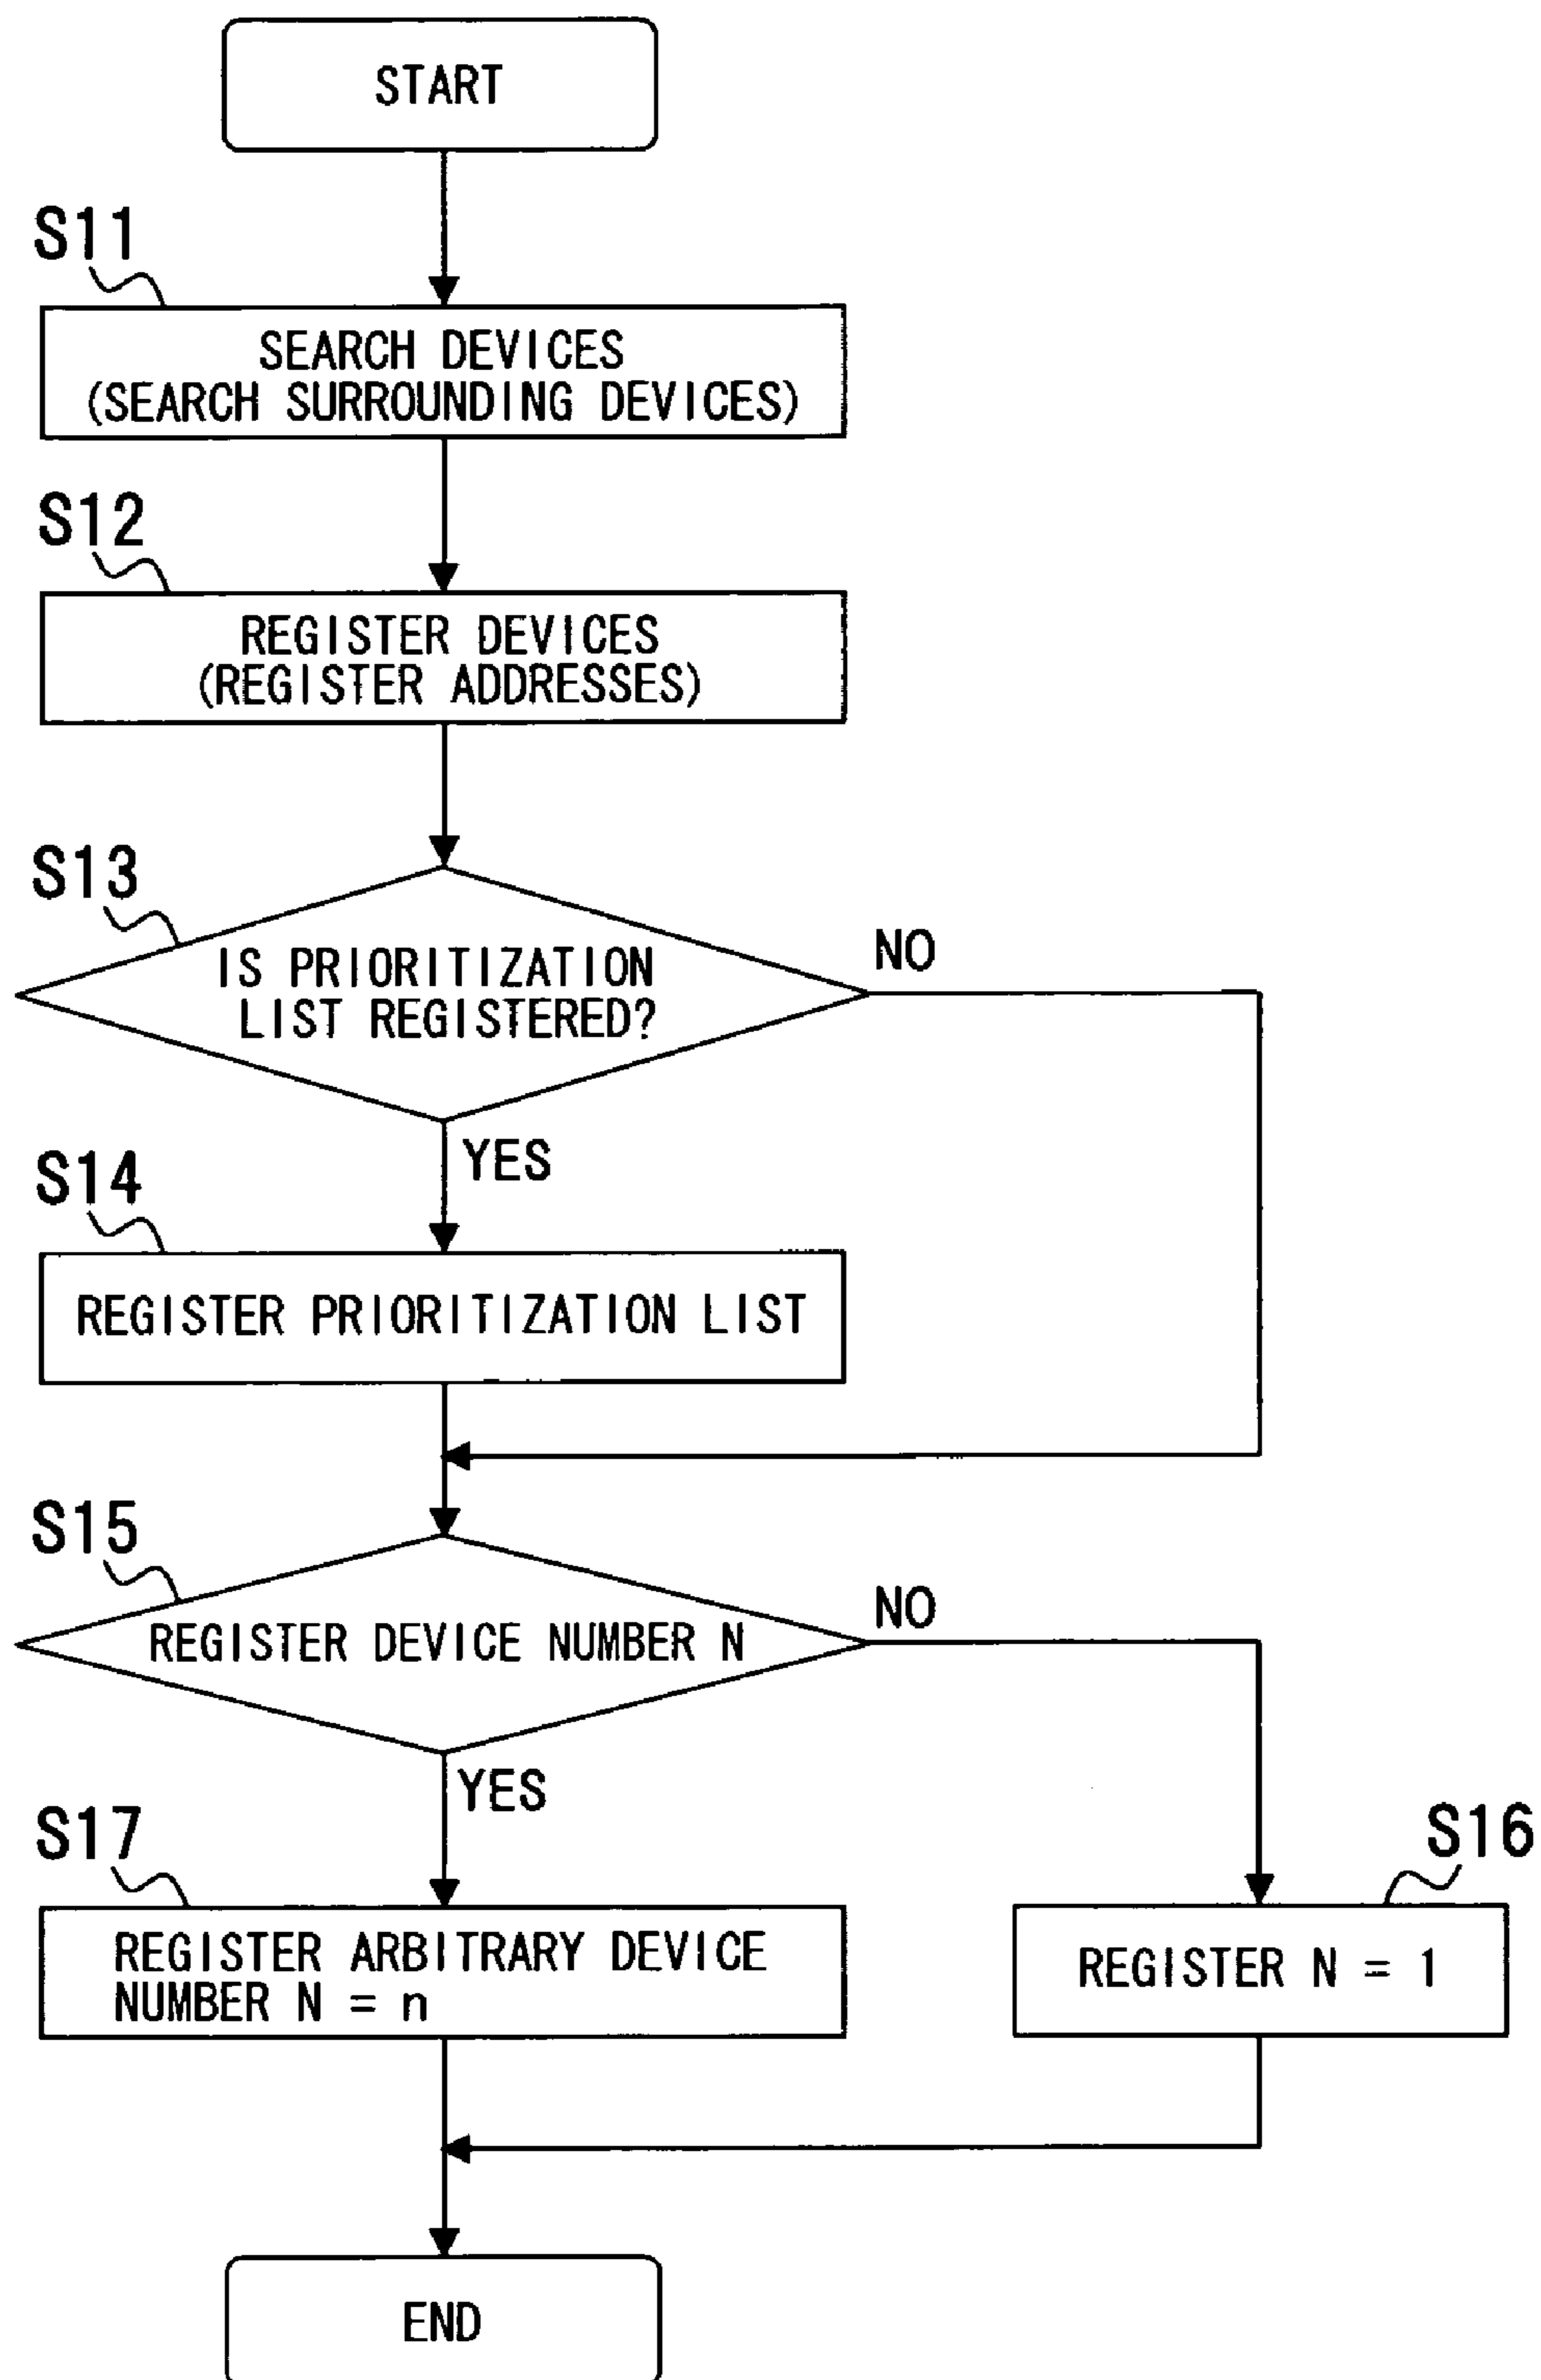 START
S11
SEARCH DEVICES
(SEARCH SURROUNDING DEVICES)
S12
REGISTER DEVICES
(REGISTER ADDRESSES)
S13
IS PRIORITIZATION
LIST REGISTERED?
NO
YES
S14
REGISTER PRIORITIZATION LIST
S15
REGISTER DEVICE NUMBER N
NO
YES
S17
REGISTER ARBITRARY DEVICE
NUMBER N = n
S16
REGISTER N = 1
END